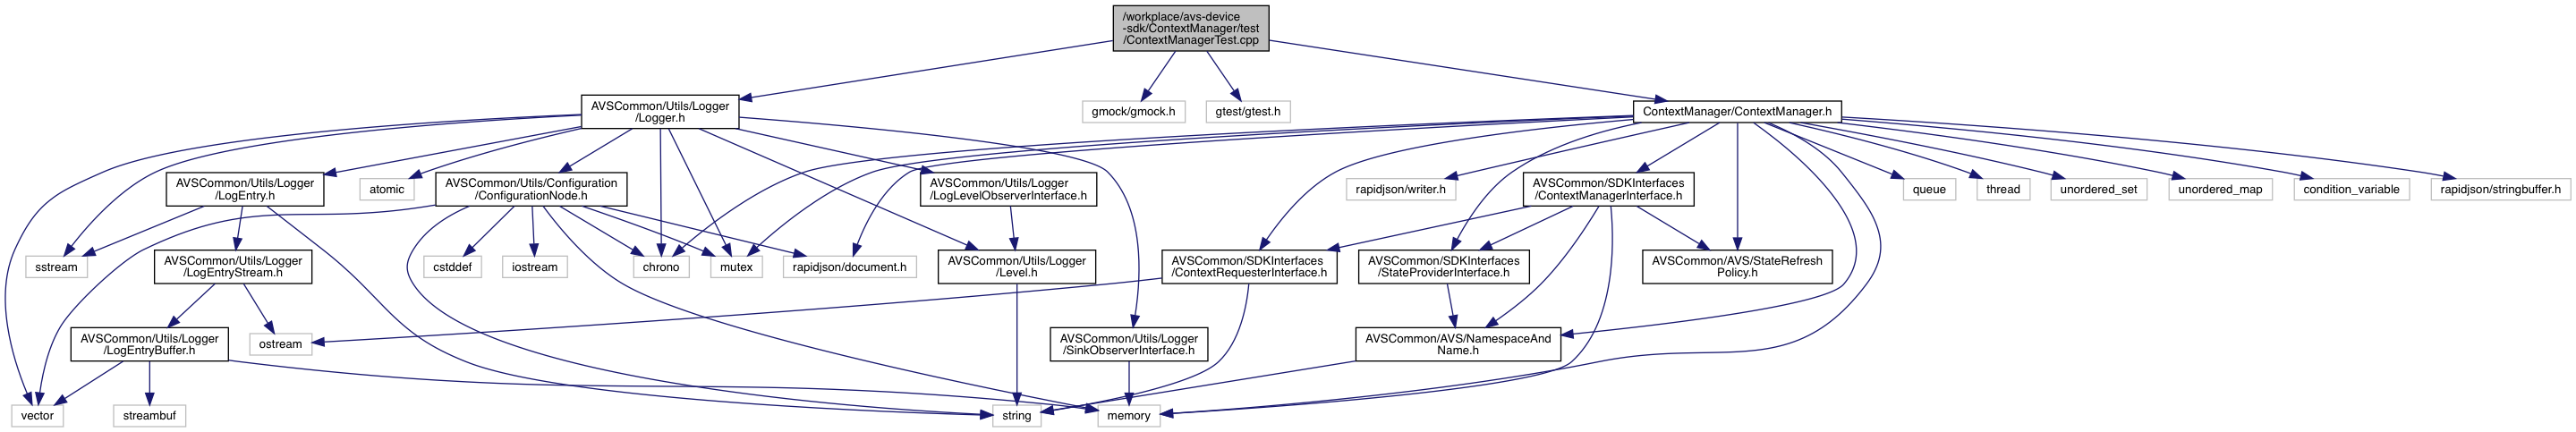 /workplace/avs-device
-sdk/ContextManager/test
/ContextManagerTest.cpp
AVSCommon/Utils/Logger
/Logger.h
gmock/gmock.h
gtest/gtest.h
ContextManager/ContextManager.h
AVSCommon/Utils/Logger
/LogEntry.h
atomic
AVSCommon/Utils/Configuration
/ConfigurationNode.h
AVSCommon/Utils/Logger
/LogLevelObserverInterface.h
rapidjson/writer.h
AVSCommon/SDKInterfaces
/ContextManagerInterface.h
queue
thread
unordered_set
unordered_map
condition_variable
rapidjson/stringbuffer.h
sstream
AVSCommon/Utils/Logger
/LogEntryStream.h
cstddef
iostream
chrono
mutex
rapidjson/document.h
AVSCommon/Utils/Logger
/Level.h
AVSCommon/SDKInterfaces
/ContextRequesterInterface.h
AVSCommon/SDKInterfaces
/StateProviderInterface.h
AVSCommon/AVS/StateRefresh
Policy.h
AVSCommon/Utils/Logger
/LogEntryBuffer.h
ostream
AVSCommon/Utils/Logger
/SinkObserverInterface.h
AVSCommon/AVS/NamespaceAnd
Name.h
vector
streambuf
string
memory